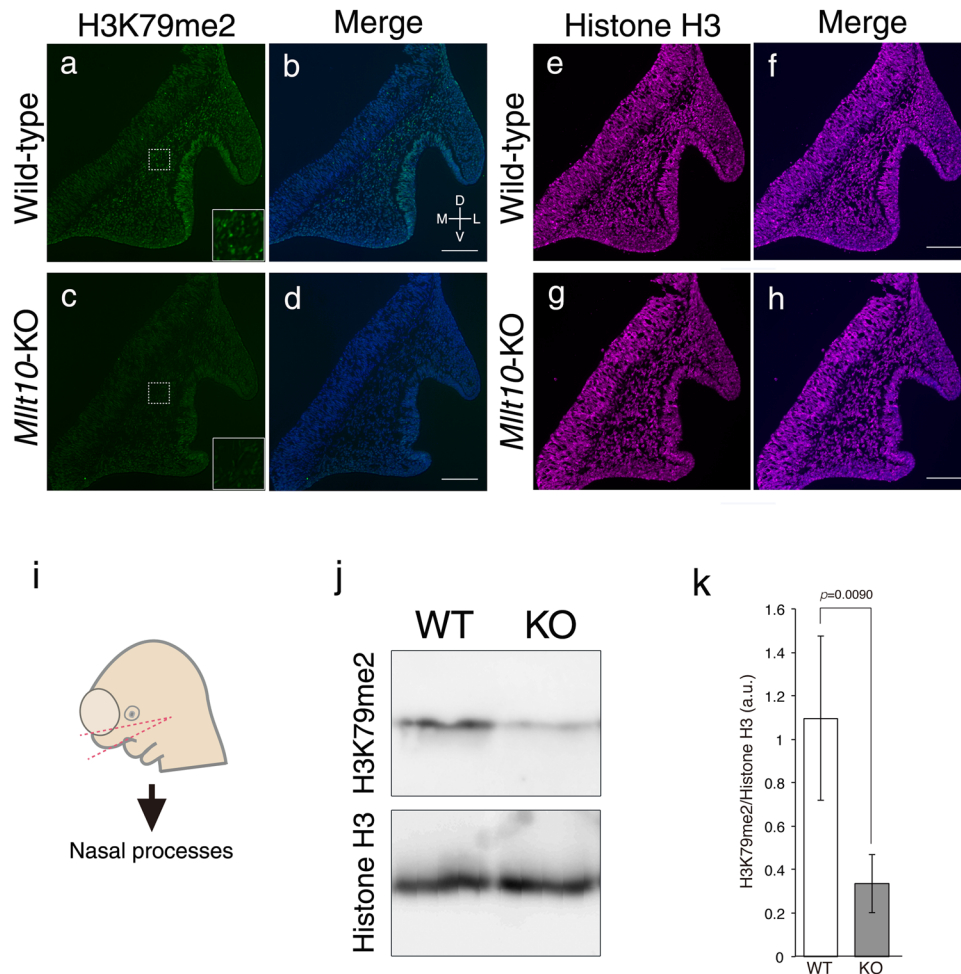 H3K79me2
Merge
Histone H3
Merge
Wild-type
a
b
D
M
L
V
Wild-type
e
f
Mllt10-KO
c
d
Mllt10-KO
g
h
i
Nasal processes
j
WT
KO
H3K79me2
Histone H3
k
p=0.0090
H3K79me2/Histone H3 (a.u.)
1.6
1.4
1.2
1
0.8
0.6
0.4
0.2
0
WT
KO